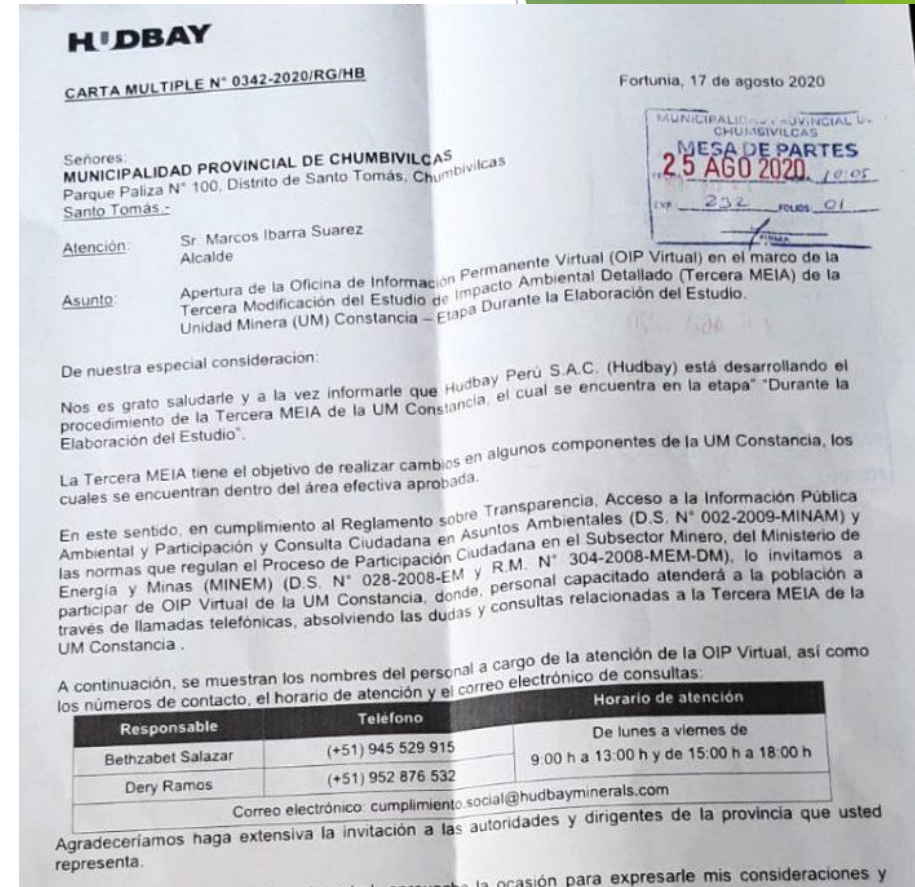 HUDBAY
CARTA MULTIPLE N° 0342-2020/RG/HB
Fortunia, 17 de agosto 2020
MUNICIPALIDAD PROVINCIAL
CHUMBIVILCAS
MESA DE PARTES
25 AGO 2020 10:05
EXP. 232 FOLIOS 01
FIRMA
Señores:
MUNICIPALIDAD PROVINCIAL DE CHUMBIVILCAS
Parque Paliza N° 100, Distrito de Santo Tomás, Chumbivilcas
Santo Tomás.-
Atención: Sr. Marcos Ibarra Suarez
Alcalde
Asunto: Apertura de la Oficina de Información Permanente Virtual (OIP Virtual) en el marco de la
Tercera Modificación del Estudio de Impacto Ambiental Detallado (Tercera MEIA) de la
Unidad Minera (UM) Constancia – Etapa Durante la Elaboración del Estudio.
De nuestra especial consideración:
Nos es grato saludarle y a la vez informarle que Hudbay Perú S.A.C. (Hudbay) está desarrollando el
procedimiento de la Tercera MEIA de la UM Constancia, el cual se encuentra en la etapa" "Durante la
Elaboración del Estudio".
La Tercera MEIA tiene el objetivo de realizar cambios en algunos componentes de la UM Constancia, los
cuales se encuentran dentro del área efectiva aprobada.
En este sentido, en cumplimiento al Reglamento sobre Transparencia, Acceso a la Información Pública
Ambiental y Participación y Consulta Ciudadana en Asuntos Ambientales (D.S. N° 002-2009-MINAM) y
las normas que regulan el Proceso de Participación Ciudadana en el Subsector Minero, del Ministerio de
Energía y Minas (MINEM) (D.S. N° 028-2008-EM y R.M. N° 304-2008-MEM-DM), lo invitamos a
participar de OIP Virtual de la UM Constancia, donde, personal capacitado atenderá a la población a
través de llamadas telefónicas, absolviendo las dudas y consultas relacionadas a la Tercera MEIA de la
UM Constancia .
A continuación, se muestran los nombres del personal a cargo de la atención de la OIP Virtual, así como
los números de contacto, el horario de atención y el correo electrónico de consultas:
Responsable Teléfono Horario de atención
Bethzabet Salazar (+51) 945 529 915 De lunes a viernes de
Dery Ramos (+51) 952 876 532 9:00 h a 13:00 h y de 15:00 h a 18:00 h
Correo electrónico: cumplimiento.social@hudbayminerals.com
Agradeceríamos haga extensiva la invitación a las autoridades y dirigentes de la provincia que usted
representa.
la ocasión para expresarle mis consideraciones y